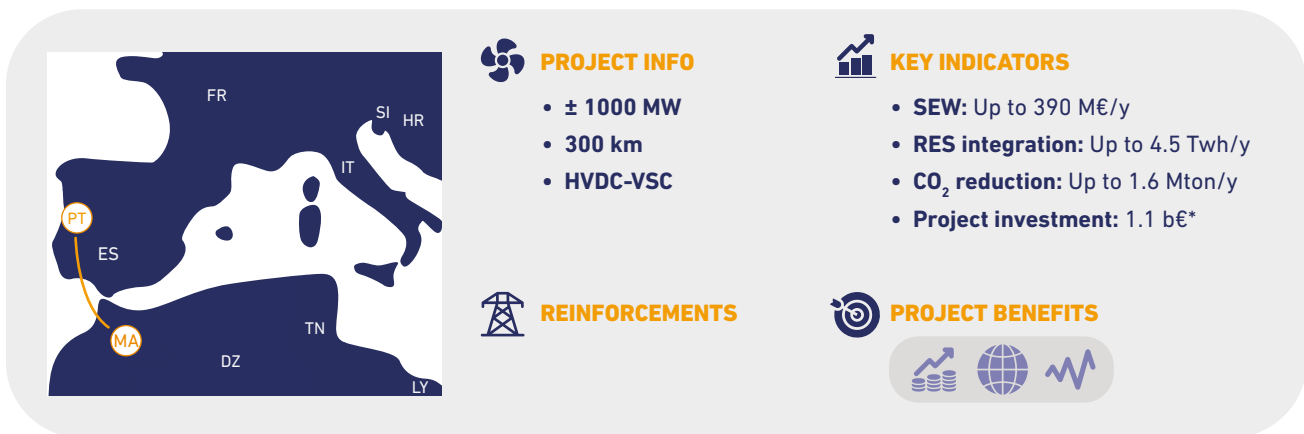 FR
SI
HR
IT
PT
ES
MA
TN
DZ
LY
PROJECT INFO
• ± 1000 MW
• 300 km
• HVDC-VSC
KEY INDICATORS
• SEW: Up to 390 M€/y
• RES integration: Up to 4.5 Twh/y
• CO₂ reduction: Up to 1.6 Mton/y
• Project investment: 1.1 b€*
REINFORCEMENTS
PROJECT BENEFITS